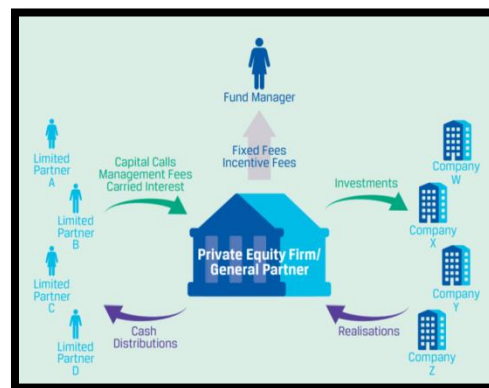 Fund Manager
Fixed Fees
Incentive Fees
Limited
Partner
A
Limited
Partner
B
Limited
Partner
C
Limited
Partner
D
Capital Calls
Management Fees
Carried Interest
Private Equity Firm/
General Partner
Cash
Distributions
Investments
Realisations
Company
W
Company
X
Company
Y
Company
Z